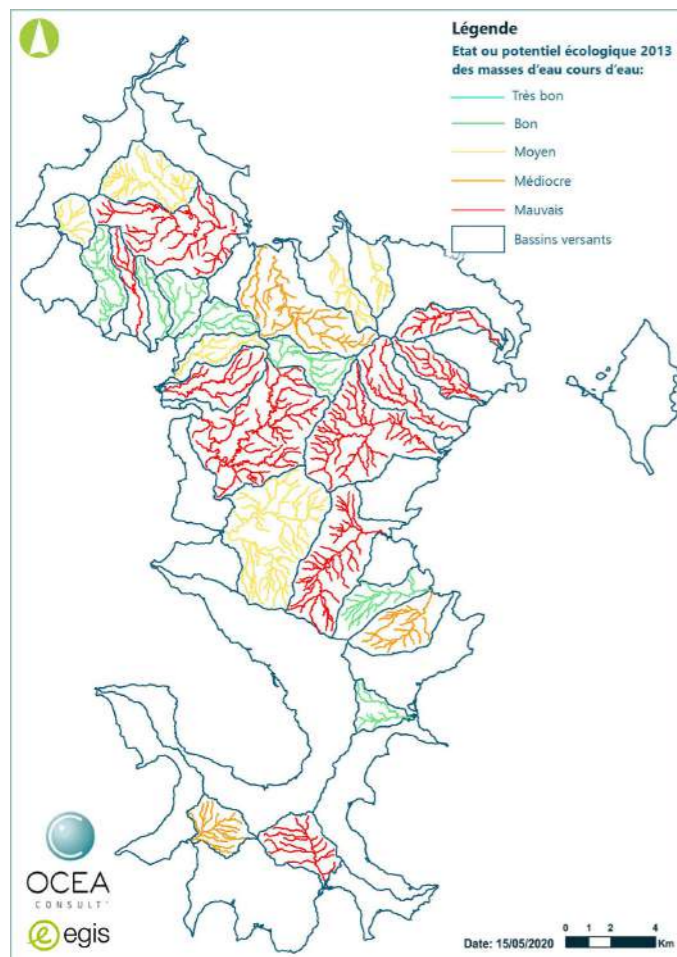 Légende
Etat ou potentiel écologique 2013
des masses d'eau cours d'eau:
Très bon
Bon
Moyen
Médiocre
Mauvais
Bassins versants
OCEA
CONSULT'
egis
Date: 15/05/2020
0 1 2 4
Km